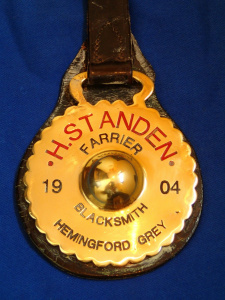 ·H.STANDEN·
FARRIER
19 04
BLACKSMITH
HEMINGFORD GREY